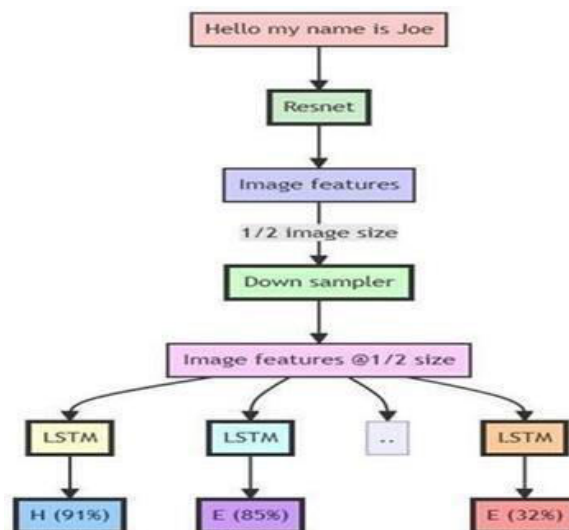 Hello my name is Joe
Resnet
Image features
1/2 image size
Down sampler
Image features @1/2 size
LSTM
LSTM
..
LSTM
H (91%)
E (85%)
E (32%)